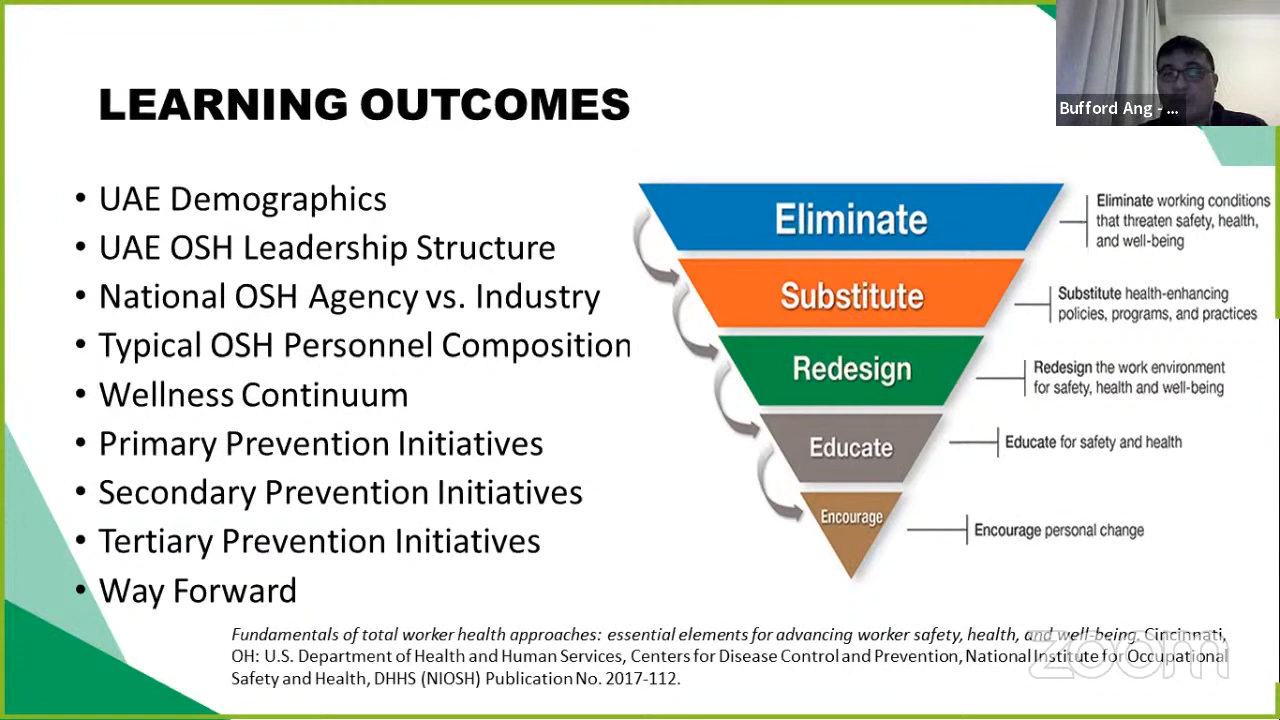 LEARNING OUTCOMES
Bufford Ang - ...
• UAE Demographics
• UAE OSH Leadership Structure
• National OSH Agency vs. Industry
• Typical OSH Personnel Composition
• Wellness Continuum
• Primary Prevention Initiatives
• Secondary Prevention Initiatives
• Tertiary Prevention Initiatives
• Way Forward
Eliminate
Eliminate working conditions
that threaten safety, health,
and well-being
Substitute
Substitute health-enhancing
policies, programs, and practices
Redesign
Redesign the work environment
for safety, health and well-being
Educate
Educate for safety and health
Encourage
Encourage personal change
Fundamentals of total worker health approaches: essential elements for advancing worker safety, health, and well-being. Cincinnati,
OH: U.S. Department of Health and Human Services, Centers for Disease Control and Prevention, National Institute for Occupational
Safety and Health, DHHS (NIOSH) Publication No. 2017-112.
zoom